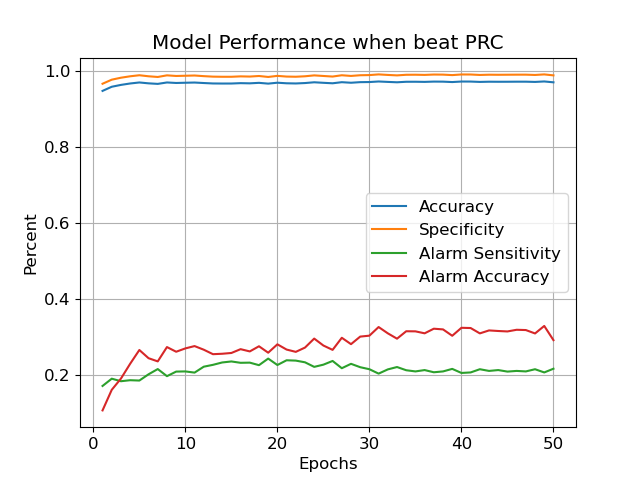 Model Performance when beat PRC
1.0
0.8
0.6
0.4
0.2
Percent
Accuracy
Specificity
Alarm Sensitivity
Alarm Accuracy
0 10 20 30 40 50
Epochs